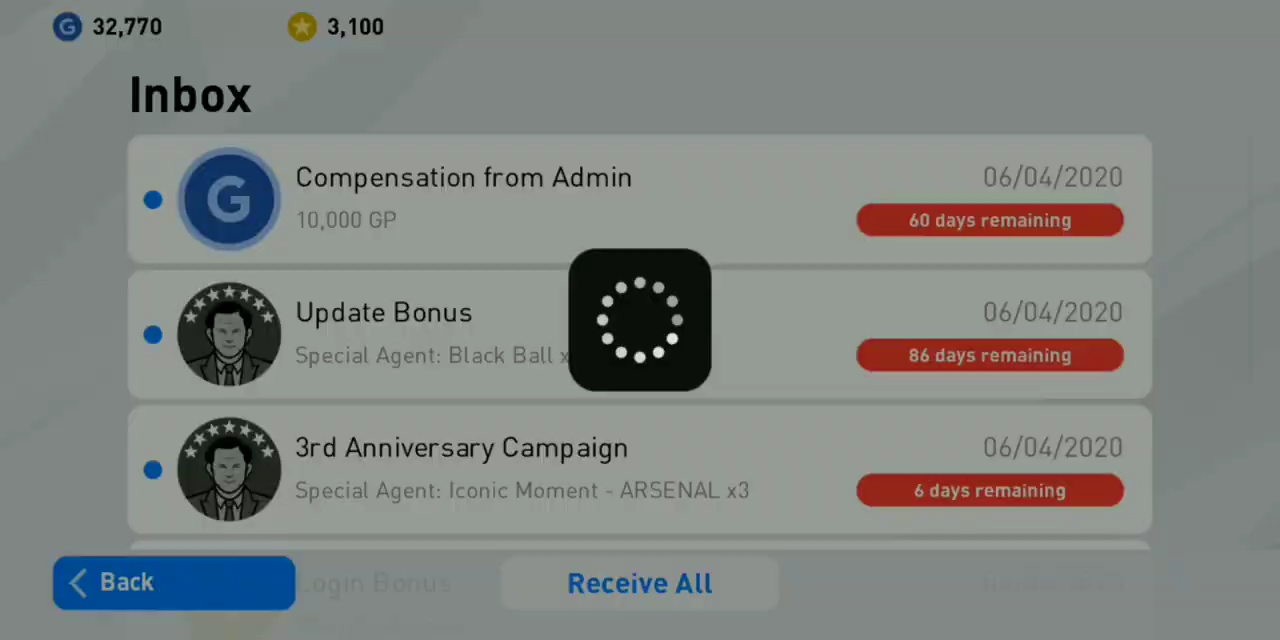 G 32,770
3,100
Inbox
G
Compensation from Admin
10,000 GP
06/04/2020
60 days remaining
Update Bonus
Special Agent: Black Ball x
06/04/2020
86 days remaining
3rd Anniversary Campaign
Special Agent: Iconic Moment - ARSENAL x3
06/04/2020
6 days remaining
Back
Login Bonus
Receive All